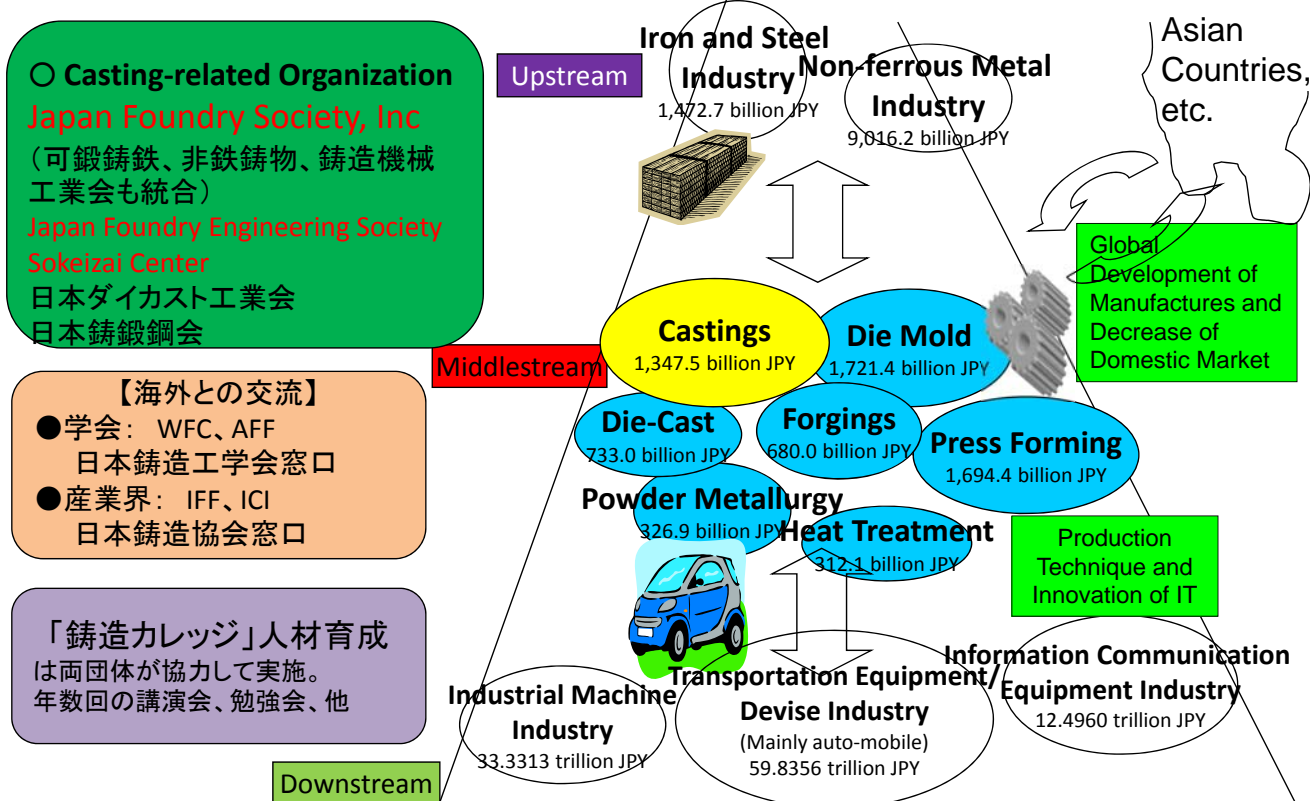 ○ Casting-related Organization
Japan Foundry Society, Inc
（可鍛鋳鉄、非鉄鋳物、鋳造機械
工業会も統合）
Japan Foundry Engineering Society
Sokeizai Center
日本ダイカスト工業会
日本鋳鍛鋼会
【海外との交流】
●学会： WFC、AFF
日本鋳造工学会窓口
●産業界： IFF、ICI
日本鋳造協会窓口
「鋳造カレッジ」人材育成
は両団体が協力して実施。
年数回の講演会、勉強会、他
Upstream
Iron and Steel
Industry
1,472.7 billion JPY
Non-ferrous Metal
Industry
9,016.2 billion JPY
Asian
Countries,
etc.
Global
Development of
Manufactures and
Decrease of
Domestic Market
Middlestream
Castings
1,347.5 billion JPY
Die Mold
1,721.4 billion JPY
Die-Cast
733.0 billion JPY
Forgings
680.0 billion JPY
Press Forming
1,694.4 billion JPY
Powder Metallurgy
326.9 billion JPY
Heat Treatment
312.1 billion JPY
Production
Technique and
Innovation of IT
Industrial Machine
Industry
33.3313 trillion JPY
Transportation Equipment/
Devise Industry
(Mainly auto-mobile)
59.8356 trillion JPY
Information Communication
Equipment Industry
12.4960 trillion JPY
Downstream